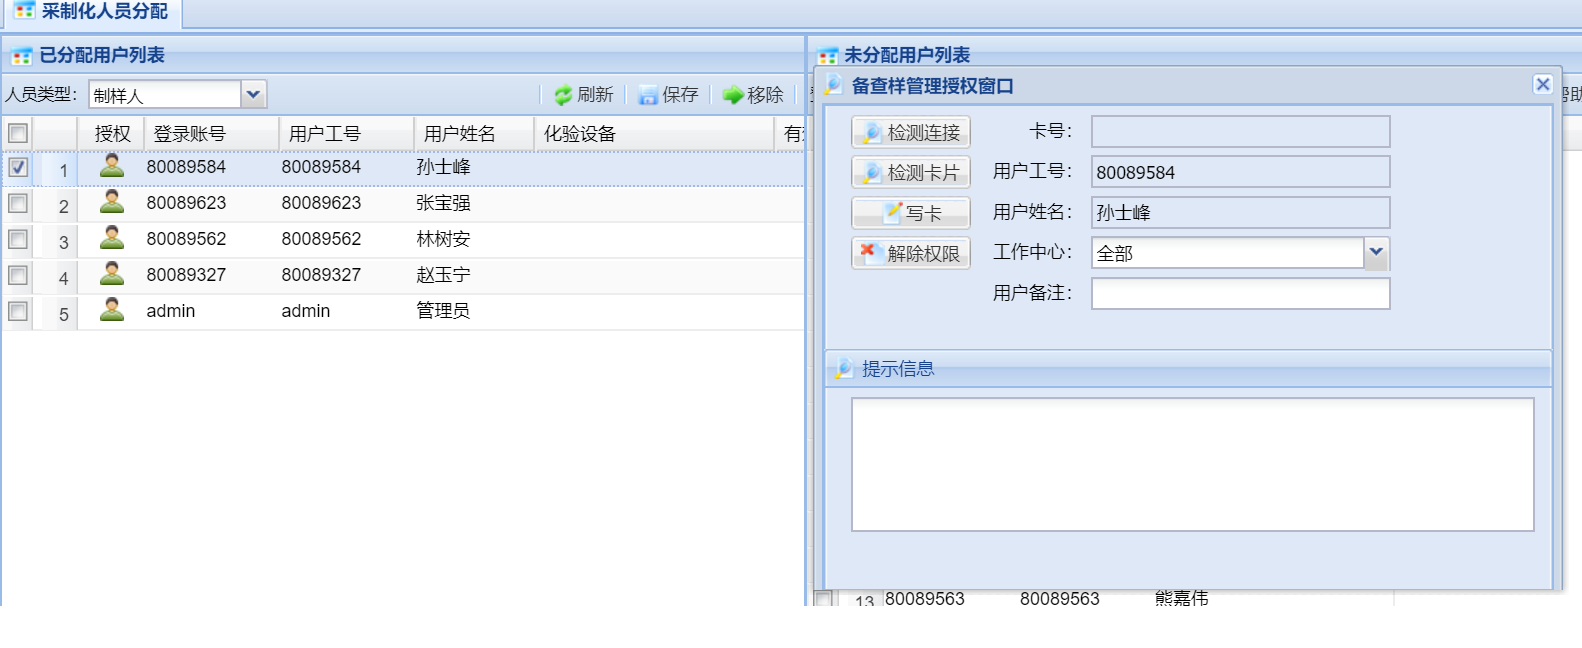 采制化人员分配
已分配用户列表
人员类型: 制样人 刷新 保存 移除
授权 登录账号 用户工号 用户姓名 化验设备
1 80089584 80089584 孙士峰
2 80089623 80089623 张宝强
3 80089562 80089562 林树安
4 80089327 80089327 赵玉宁
5 admin admin 管理员
未分配用户列表
备查样管理授权窗口
检测连接 卡号:
检测卡片 用户工号: 80089584
写卡 用户姓名: 孙士峰
解除权限 工作中心: 全部
用户备注:
提示信息
13 80089563 80089563 熊嘉伟